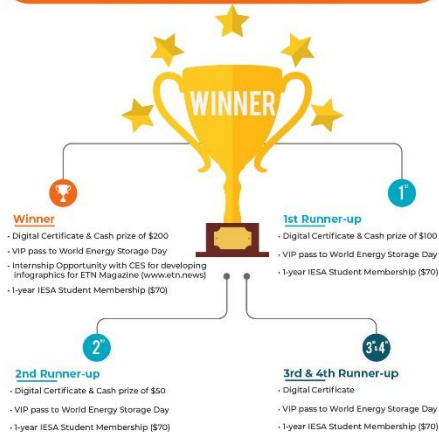 WINNER
Winner
• Digital Certificate & Cash prize of $200
• VIP pass to World Energy Storage Day
• Internship Opportunity with CES for developing
infographics for ETN Magazine (www.etn.news)
• 1-year IESA Student Membership ($70)
1st
1st Runner-up
• Digital Certificate & Cash prize of $100
• VIP pass to World Energy Storage Day
• 1-year IESA Student Membership ($70)
2nd
2nd Runner-up
• Digital Certificate & Cash prize of $50
• VIP pass to World Energy Storage Day
• 1-year IESA Student Membership ($70)
3rd & 4th Runner-up
• Digital Certificate
• VIP pass to World Energy Storage Day
• 1-year IESA Student Membership ($70)